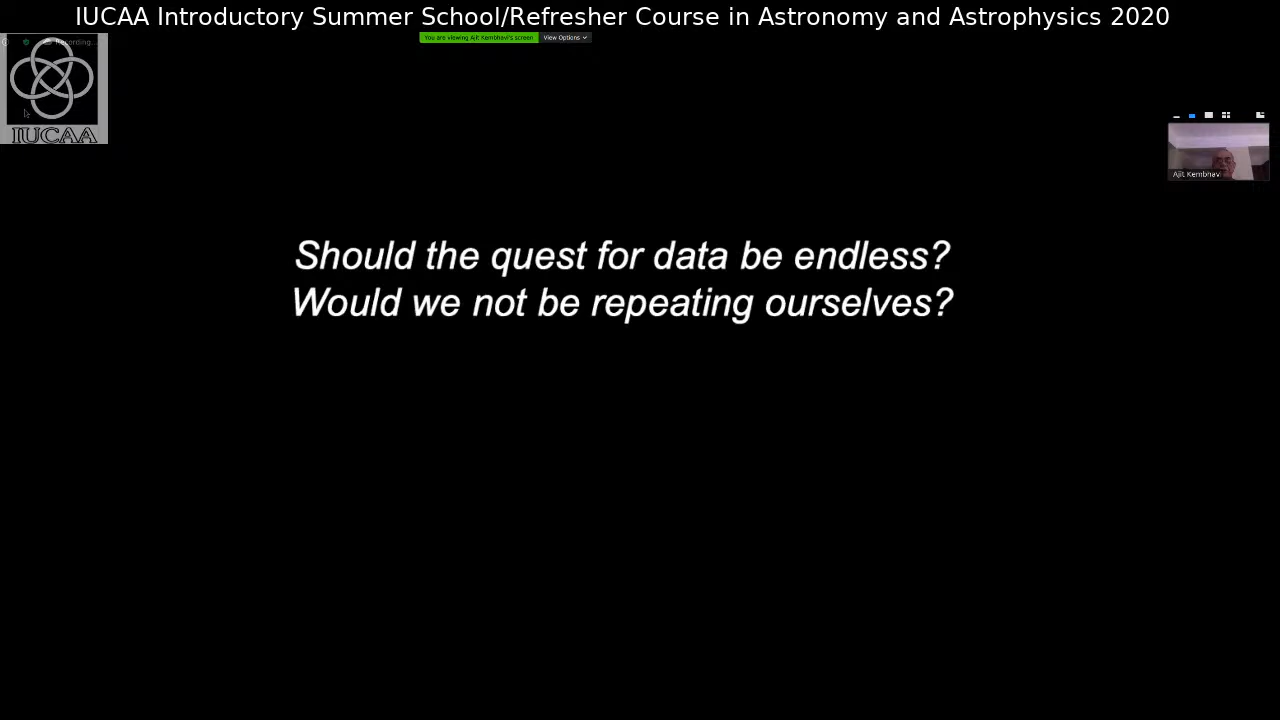 IUCAA Introductory Summer School/Refresher Course in Astronomy and Astrophysics 2020
Recording...
You are viewing Ajit Kembhavi's screen View Options
IUCAA
Ajit Kembhavi
Should the quest for data be endless?
Would we not be repeating ourselves?